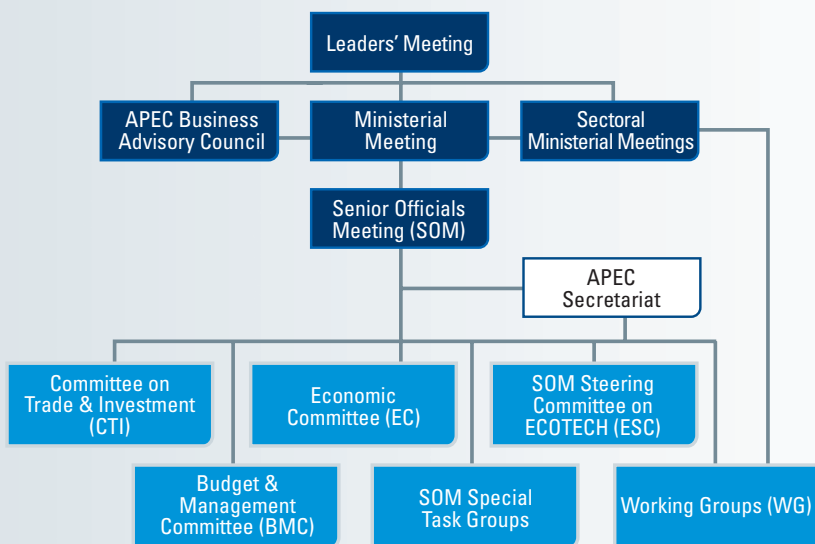 Leaders’ Meeting
APEC Business
Advisory Council
Ministerial
Meeting
Sectoral
Ministerial Meetings
Senior Officials
Meeting (SOM)
APEC
Secretariat
Committee on
Trade & Investment
(CTI)
Economic
Committee (EC)
SOM Steering
Committee on
ECOTECH (ESC)
Budget &
Management
Committee (BMC)
SOM Special
Task Groups
Working Groups (WG)